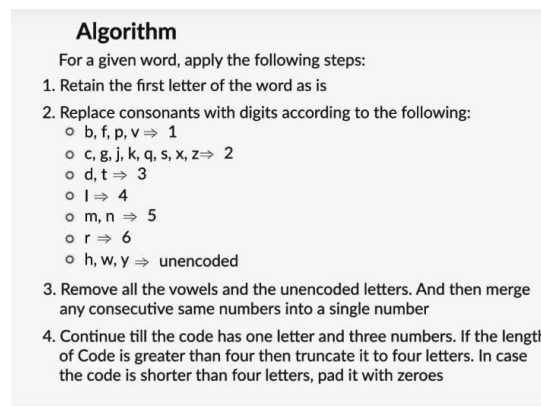 Algorithm
For a given word, apply the following steps:
1. Retain the first letter of the word as is
2. Replace consonants with digits according to the following:
o b, f, p, v ⇒ 1
o c, g, j, k, q, s, x, z⇒ 2
o d, t ⇒ 3
o l ⇒ 4
o m, n ⇒ 5
o r ⇒ 6
o h, w, y ⇒ unencoded
3. Remove all the vowels and the unencoded letters. And then merge
any consecutive same numbers into a single number
4. Continue till the code has one letter and three numbers. If the length
of Code is greater than four then truncate it to four letters. In case
the code is shorter than four letters, pad it with zeroes